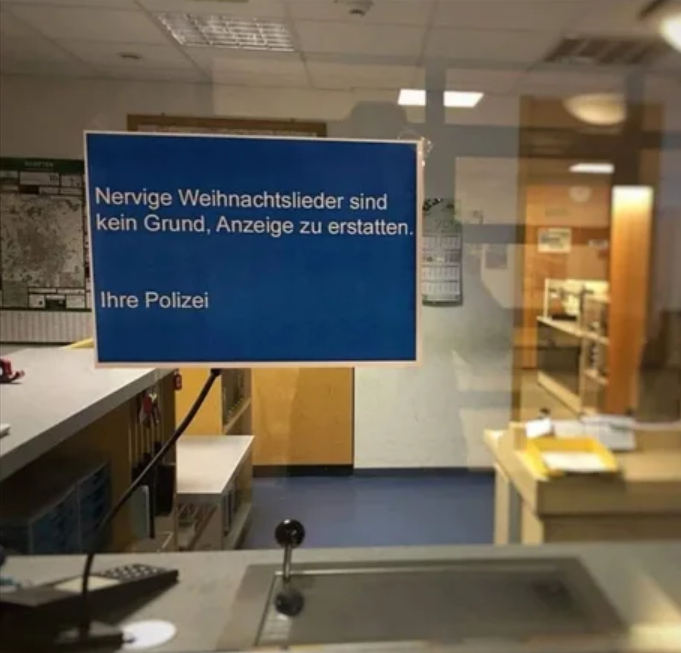 Nervige Weihnachtslieder sind
kein Grund, Anzeige zu erstatten.
Ihre Polizei